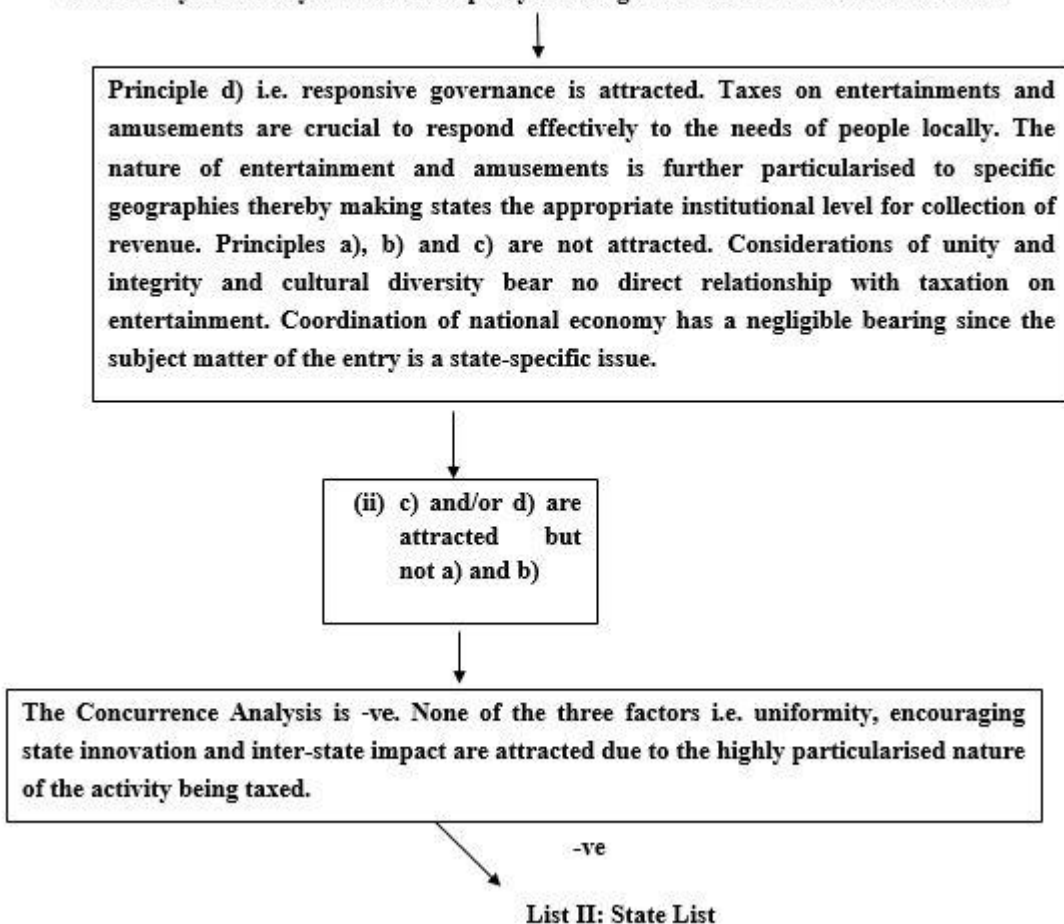 Principle d) i.e. responsive governance is attracted. Taxes on entertainments and
amusements are crucial to respond effectively to the needs of people locally. The
nature of entertainment and amusements is further particularised to specific
geographies thereby making states the appropriate institutional level for collection of
revenue. Principles a), b) and c) are not attracted. Considerations of unity and
integrity and cultural diversity bear no direct relationship with taxation on
entertainment. Coordination of national economy has a negligible bearing since the
subject matter of the entry is a state-specific issue.
(ii) c) and/or d) are
attracted but
not a) and b)
The Concurrence Analysis is -ve. None of the three factors i.e. uniformity, encouraging
state innovation and inter-state impact are attracted due to the highly particularised nature
of the activity being taxed.
-ve
List II: State List